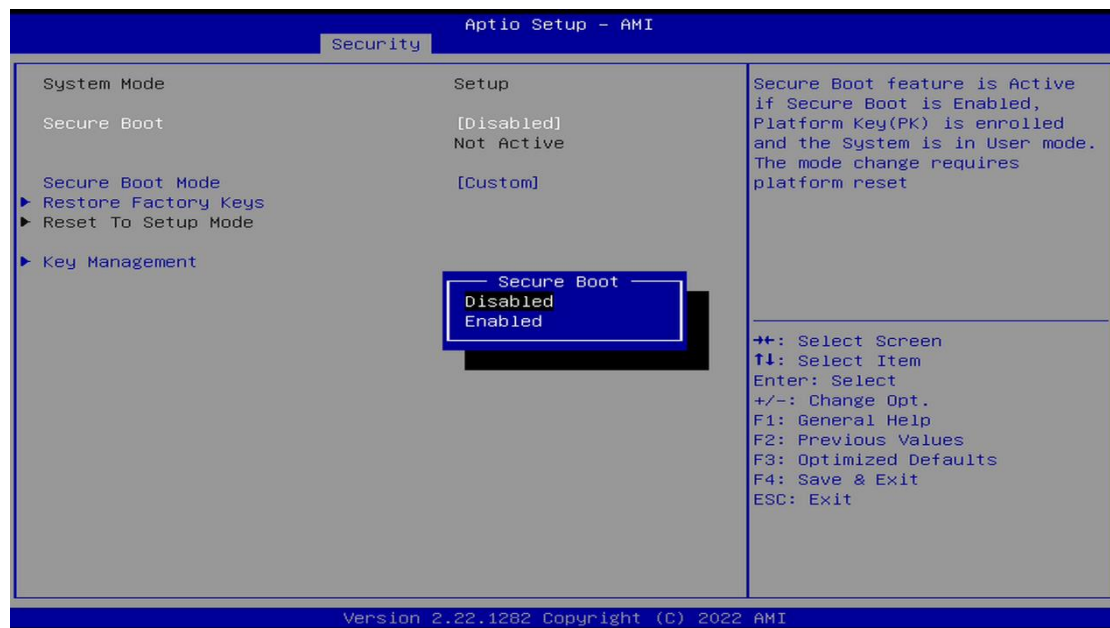 Aptio Setup – AMI
Security
System Mode Setup
Secure Boot [Disabled]
Not Active
Secure Boot Mode [Custom]
► Restore Factory Keys
► Reset To Setup Mode
► Key Management
Secure Boot
Disabled
Enabled
Secure Boot feature is Active
if Secure Boot is Enabled,
Platform Key(PK) is enrolled
and the System is in User mode.
The mode change requires
platform reset
→←: Select Screen
↑↓: Select Item
Enter: Select
+/-: Change Opt.
F1: General Help
F2: Previous Values
F3: Optimized Defaults
F4: Save & Exit
ESC: Exit
Version 2.22.1282 Copyright (C) 2022 AMI